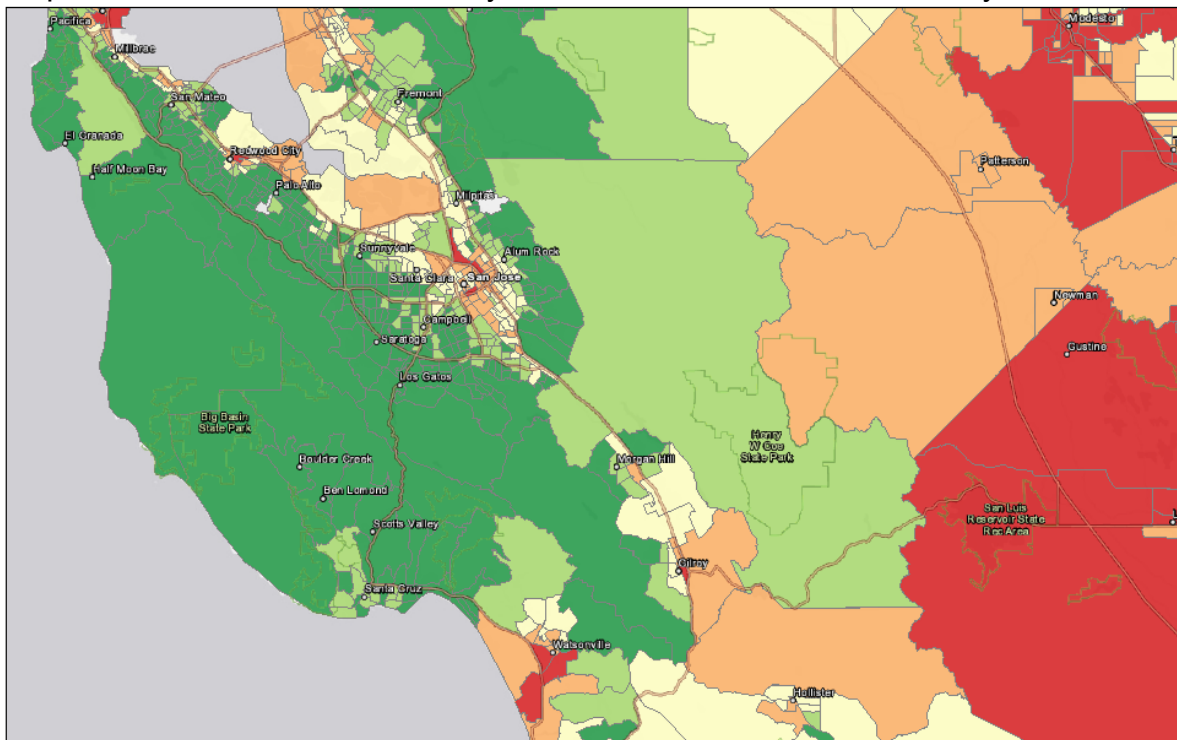 Pacifica
Millbrae
San Mateo
El Granada
Half Moon Bay
Redwood City
Palo Alto
Fremont
Milpitas
Sunnyvale
Alum Rock
Santa Clara
San Jose
Campbell
Saratoga
Los Gatos
Big Basin
State Park
Boulder Creek
Ben Lomond
Scotts Valley
Santa Cruz
Morgan Hill
Gilroy
Watsonville
Hollister
Henry
W Coe
State Park
Modesto
Patterson
Newman
Gustine
San Luis
Reservoir State
Rec Area